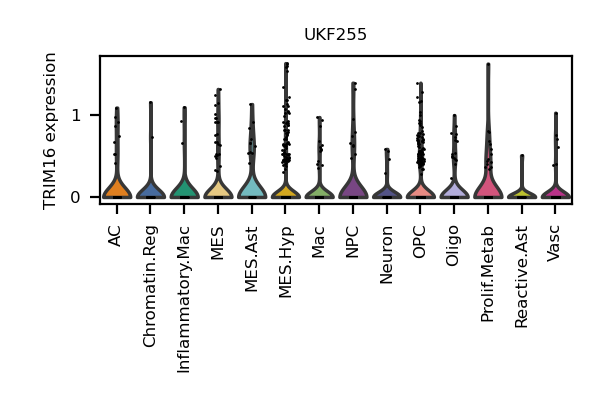 UKF255
TRIM16 expression
1
0
AC
Chromatin.Reg
Inflammatory.Mac
MES
MES.Ast
MES.Hyp
Mac
NPC
Neuron
OPC
Oligo
Prolif.Metab
Reactive.Ast
Vasc